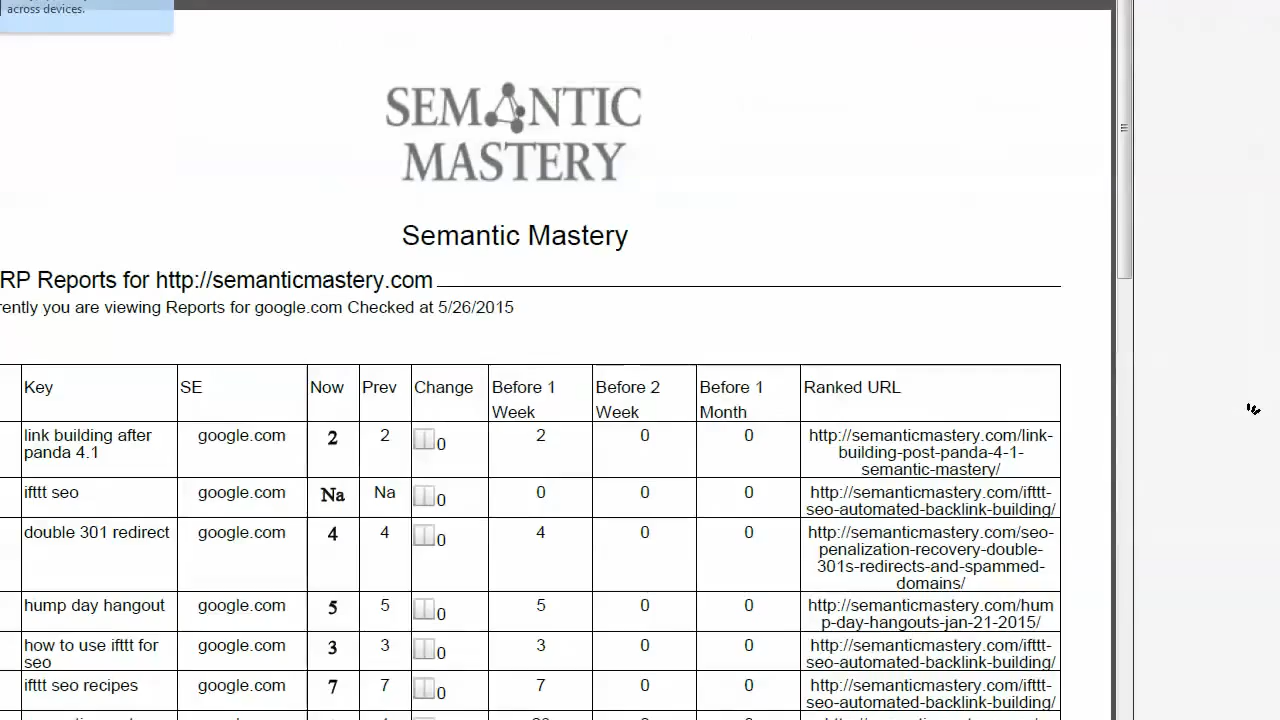 across devices.
SEMANTIC
MASTERY
Semantic Mastery
RP Reports for http://semanticmastery.com
rently you are viewing Reports for google.com Checked at 5/26/2015
Key SE Now Prev Change Before 1 Before 2 Before 1 Ranked URL
Week Week Month
link building after google.com 2 2 0 2 0 0 http://semanticmastery.com/link-
panda 4.1 building-post-panda-4-1-
semantic-mastery/
ifttt seo google.com Na Na 0 0 0 0 http://semanticmastery.com/ifttt-
seo-automated-backlink-building/
double 301 redirect google.com 4 4 0 4 0 0 http://semanticmastery.com/seo-
penalization-recovery-double-
301s-redirects-and-spammed-
domains/
hump day hangout google.com 5 5 0 5 0 0 http://semanticmastery.com/hum
p-day-hangouts-jan-21-2015/
how to use ifttt for google.com 3 3 0 3 0 0 http://semanticmastery.com/ifttt-
seo seo-automated-backlink-building/
ifttt seo recipes google.com 7 7 0 7 0 0 http://semanticmastery.com/ifttt-
seo-automated-backlink-building/